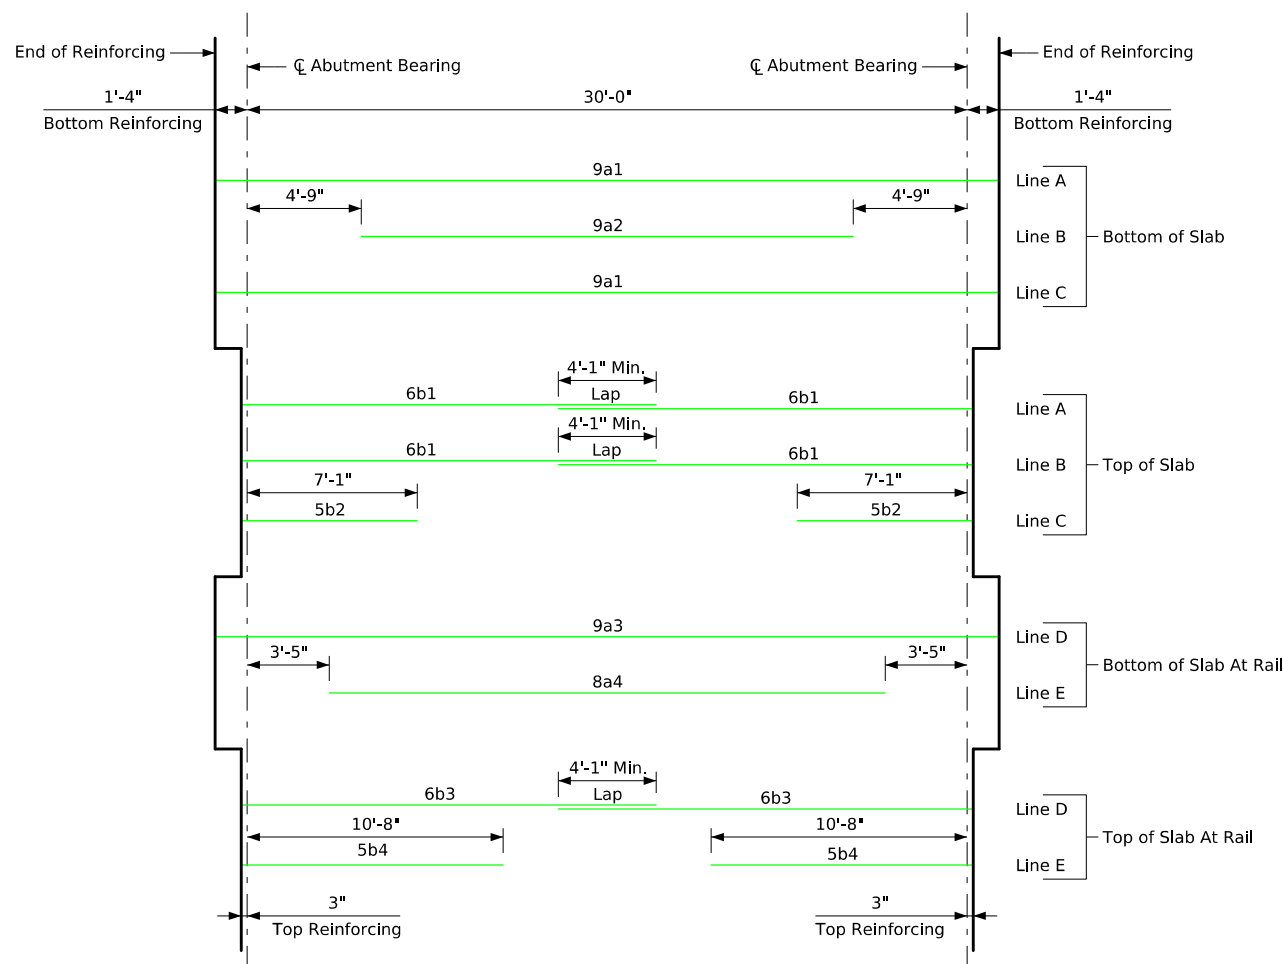 End of Reinforcing
End of Reinforcing
℄ Abutment Bearing
℄ Abutment Bearing
1'-4"
30'-0"
1'-4"
Bottom Reinforcing
Bottom Reinforcing
9a1
Line A
4'-9"
4'-9"
9a2
Line B
Bottom of Slab
9a1
Line C
4'-1" Min.
6b1
Lap
6b1
Line A
4'-1" Min.
6b1
Lap
6b1
Line B
Top of Slab
7'-1"
7'-1"
5b2
5b2
Line C
9a3
Line D
3'-5"
3'-5"
Bottom of Slab At Rail
8a4
Line E
4'-1" Min.
6b3
Lap
6b3
Line D
10'-8"
10'-8"
Top of Slab At Rail
5b4
5b4
Line E
3"
3"
Top Reinforcing
Top Reinforcing